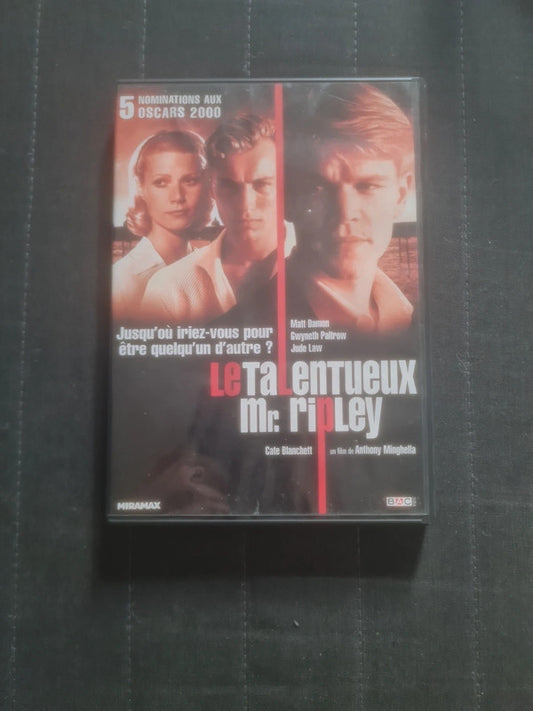 5 NOMINATIONS AUX
OSCARS 2000
Jusqu'où iriez-vous pour
être quelqu'un d'autre ?
Matt Damon
Gwyneth Paltrow
Jude Law
Le TaLenTueux
Mr. RipLey
Cate Blanchett un film de Anthony Minghella
MIRAMAX
BAC